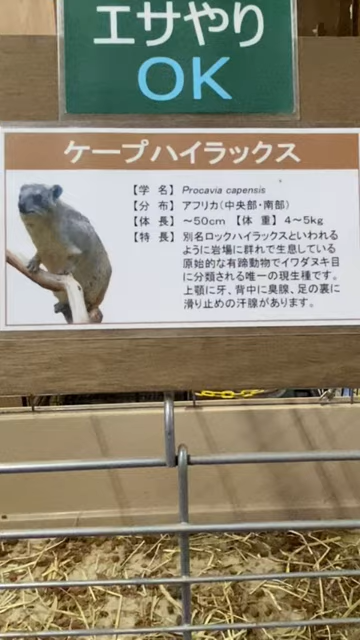 エサやり
OK
ケープハイラックス
【学 名】 Procavia capensis
【分 布】 アフリカ(中央部・南部)
【体 長】 ～50cm 【体 重】 4～5kg
【特 長】 別名ロックハイラックスといわれる
ように岩場に群れて生息している
原始的な有蹄動物でイワダヌキ目
に分類される唯一の現生種です。
上顎に牙、背中に臭腺、足の裏に
滑り止めの汗腺があります。